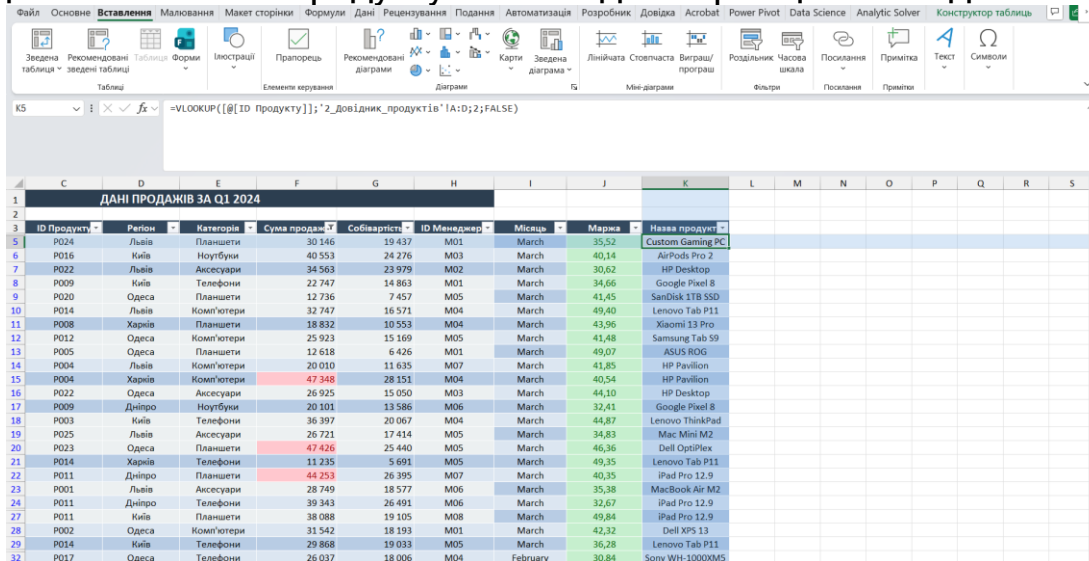 Файл Основне Вставлення Малювання Макет сторінки Формули Дані Рецензування Подання Автоматизація Розробник Довідка Acrobat Power Pivot Data Science Analytic Solver Конструктор таблиць
Зведена таблиця Рекомендовані зведені таблиці Таблиця Форми Ілюстрації Прапорець Рекомендовані діаграми Карти Зведена діаграма Лінійчата Стовпчаста Виграш/програш Роздільник Часова шкала Посилання Примітка Текст Символи
Таблиці Елементи керування Діаграми Міні-діаграми Фільтри Посилання Примітки
K5 fx =VLOOKUP([@[ID Продукту]];'2_Довідник_продуктів'!A:D;2;FALSE)
C D E F G H I J K L M N O P Q R S
1 ДАНІ ПРОДАЖІВ ЗА Q1 2024
2
3 ID Продукту Регіон Категорія Сума продаж Собівартість ID Менеджер Місяць Маржа Назва продукт
5 P024 Львів Планшети 30 146 19 437 M01 March 35,52 Custom Gaming PC
6 P016 Київ Ноутбуки 40 553 24 276 M03 March 40,14 AirPods Pro 2
7 P022 Львів Аксесуари 34 563 23 979 M02 March 30,62 HP Desktop
8 P009 Київ Телефони 22 747 14 863 M01 March 34,66 Google Pixel 8
9 P020 Одеса Планшети 12 736 7 457 M05 March 41,45 SanDisk 1TB SSD
10 P014 Львів Комп'ютери 32 747 16 571 M04 March 49,40 Lenovo Tab P11
11 P008 Харків Планшети 18 832 10 553 M04 March 43,96 Xiaomi 13 Pro
12 P012 Одеса Комп'ютери 25 923 15 169 M05 March 41,48 Samsung Tab S9
13 P005 Одеса Планшети 12 618 6 426 M01 March 49,07 ASUS ROG
14 P004 Львів Телефони 20 010 11 635 M07 March 41,85 HP Pavilion
15 P004 Харків Комп'ютери 47 348 28 151 M04 March 40,54 HP Pavilion
16 P022 Одеса Аксесуари 26 925 15 050 M03 March 44,10 HP Desktop
17 P009 Дніпро Ноутбуки 20 101 13 586 M06 March 32,41 Google Pixel 8
18 P003 Київ Телефони 36 397 20 067 M04 March 44,87 Lenovo ThinkPad
19 P025 Львів Аксесуари 26 721 17 414 M05 March 34,83 Mac Mini M2
20 P023 Одеса Планшети 47 426 25 440 M05 March 46,36 Dell OptiPlex
21 P014 Харків Телефони 11 235 5 691 M05 March 49,35 Lenovo Tab P11
22 P011 Дніпро Планшети 44 253 26 395 M07 March 40,35 iPad Pro 12.9
23 P001 Львів Аксесуари 28 749 18 577 M06 March 35,38 MacBook Air M2
24 P011 Дніпро Телефони 39 343 26 491 M06 March 32,67 iPad Pro 12.9
27 P011 Київ Планшети 38 088 19 105 M08 March 49,84 iPad Pro 12.9
28 P002 Одеса Комп'ютери 31 542 18 193 M01 March 42,32 Dell XPS 13
29 P014 Київ Телефони 29 868 19 033 M05 March 36,28 Lenovo Tab P11
32 P017 Одеса Телефони 26 037 18 006 M04 February 30,84 Sony WH-1000XM5